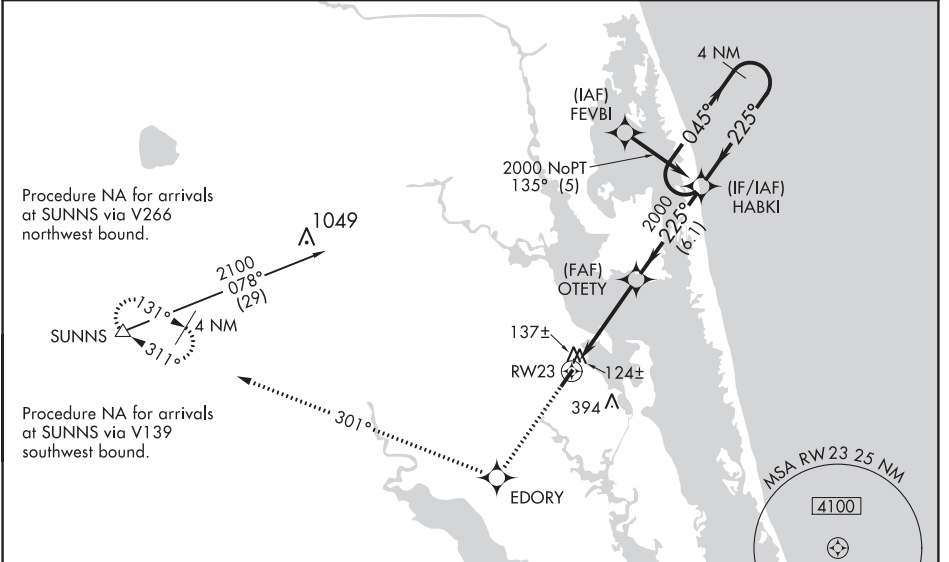 4 NM
(IAF)
FEVBI
045°
225°
2000 NoPT
135° (5)
(IF/IAF)
HABKI
2000
225°
(6.1)
Procedure NA for arrivals
at SUNNS via V266
northwest bound.
1049
2100
078°
(29)
(FAF)
OTETY
131°
4 NM
SUNNS
311°
137±
RW23
124±
394
301°
Procedure NA for arrivals
at SUNNS via V139
southwest bound.
EDORY
MSA RW23 25 NM
4100